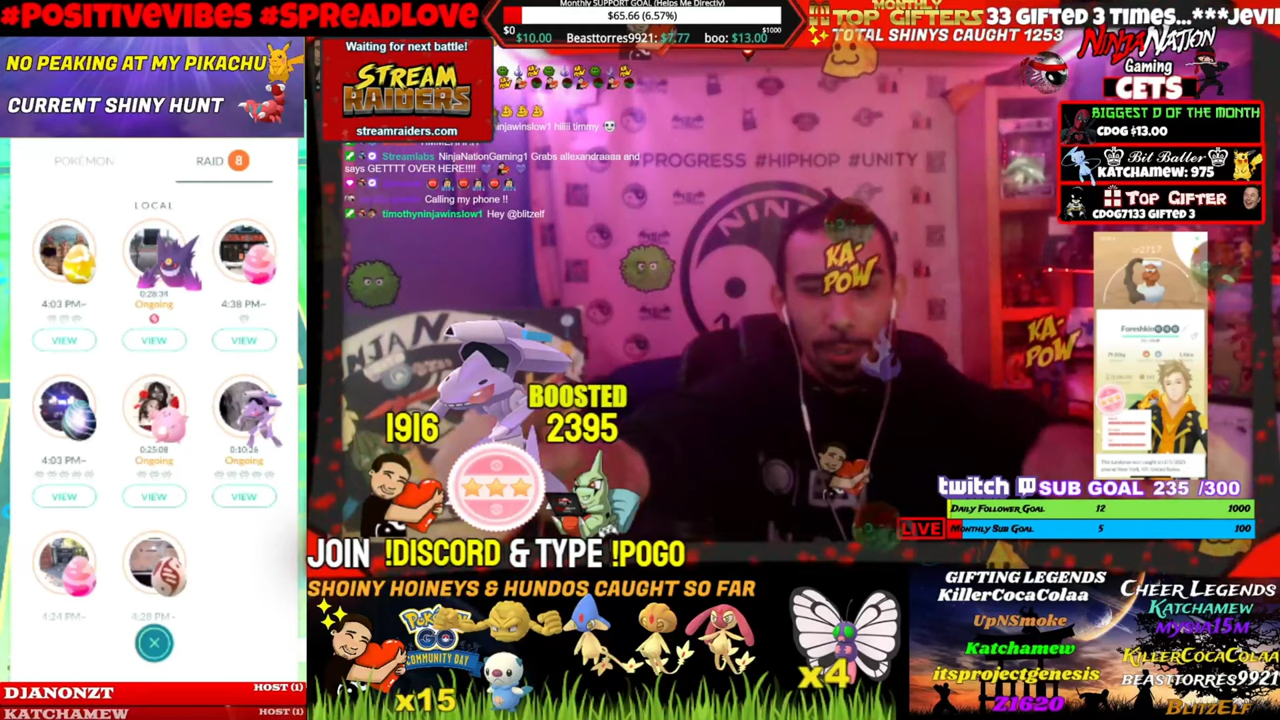 #POSITIVEVIBES #SPREADLOVE
NO PEAKING AT MY PIKACHU
CURRENT SHINY HUNT
POKÉMON
RAID 8
LOCAL
4:03 PM~
0:28:34
Ongoing
4:38 PM~
VIEW
VIEW
VIEW
4:03 PM~
0:25:08
Ongoing
0:10:26
Ongoing
VIEW
VIEW
VIEW
4:24 PM~
4:28 PM~
DJANONZT HOST (1)
KATCHAMEW HOST (1)
Monthly SUPPORT GOAL (Helps Me Directly)
$65.66 (6.57%)
$0
$1000
$10.00 Beasttorres9921: $7.77 boo: $13.00
MONTHLY
TOP GIFTERS 33 GIFTED 3 TIMES...***JEVII
TOTAL SHINYS CAUGHT 1253
NINJANATION
Gaming
CETS
BIGGEST D OF THE MONTH
CDOG $13.00
Bit Baller
KATCHAMEW: 975
TOP GIFTER
CDOG7133 GIFTED 3
Waiting for next battle!
STREAM
RAIDERS
streamraiders.com
injawinslow1 hiiii timmy
Streamlabs NinjaNationGaming1 Grabs allexandraaaa and
says GETTTT OVER HERE!!!!
Calling my phone !!
timothyninjawinslow1 Hey @blitzelf
#PROGRESS #HIPHOP #UNITY
KA-
POW
KA-
POW
1916
BOOSTED
2395
JOIN !DISCORD & TYPE !POGO
twitch SUB GOAL 235 /300
DAILY FOLLOWER GOAL 12 1000
LIVE
MONTHLY SUB GOAL 5 100
SHOINY HOINEYS & HUNDOS CAUGHT SO FAR
POKÉMON
GO
COMMUNITY DAY
x15
x4
GIFTING LEGENDS
KILLERCOCACOLAA
UPNSMOKE
KATCHAMEW
ITSPROJECTGENESIS
Z1620
CHEER LEGENDS
KATCHAMEW
MYSIA15M
KILLERCOCACOLAA
BEASTTORRES9921
BLITZELF